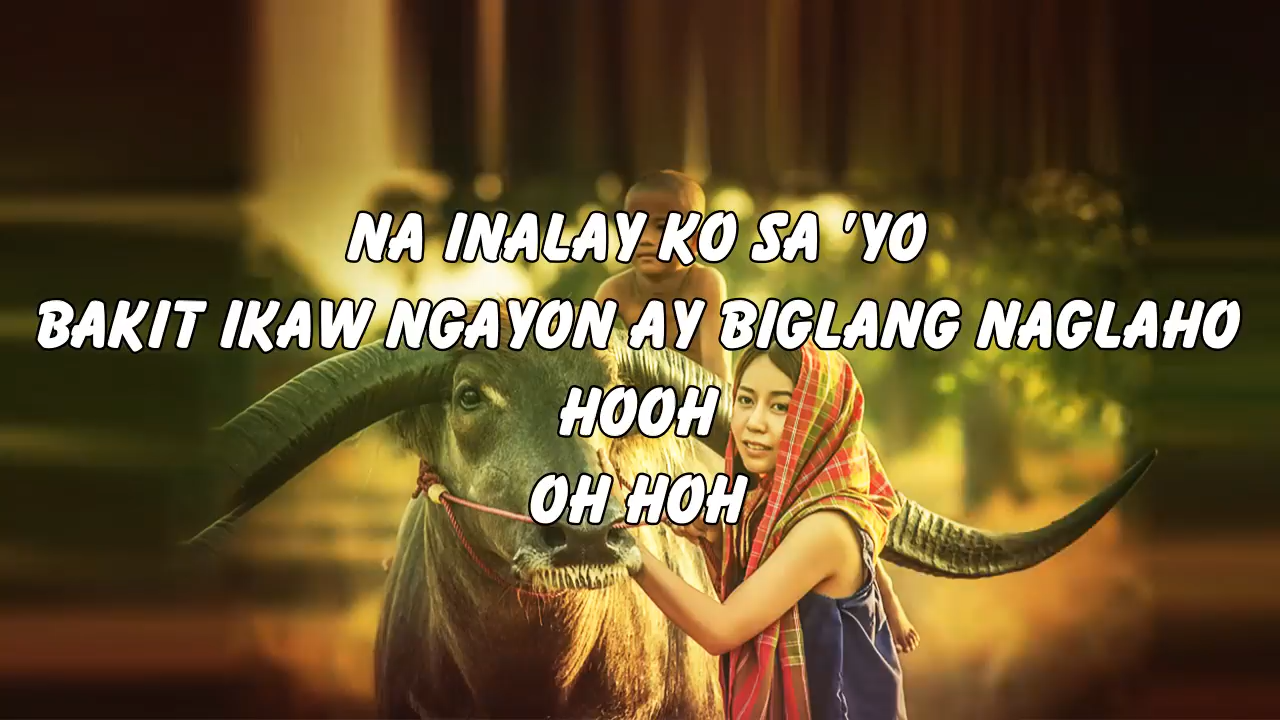 NA INALAY KO SA 'YO
BAKIT IKAW NGAYON AY BIGLANG NAGLAHO
HOOH
OH HOH